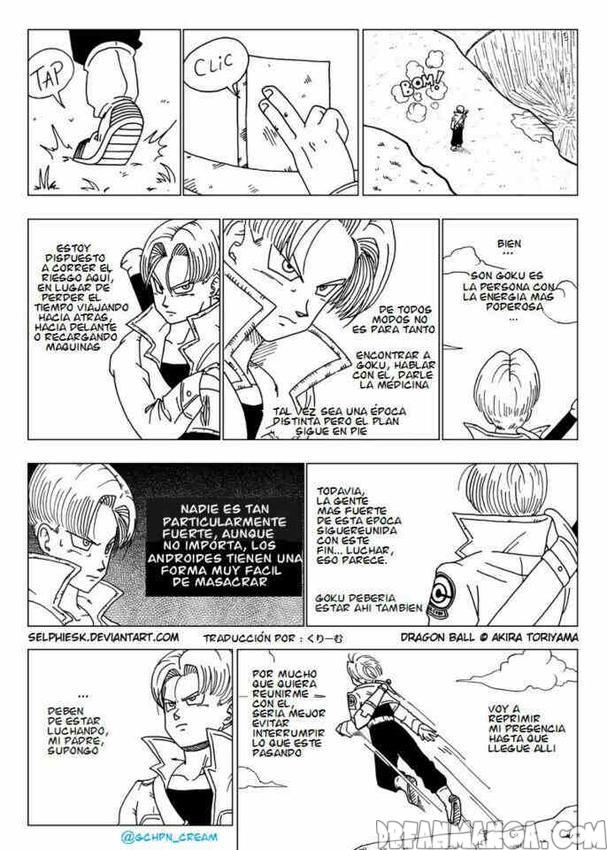 TAP
CLIC
BOM!
ESTOY
DISPUESTO
A CORRER EL
RIESGO AQUI,
EN LUGAR DE
PERDER EL
TIEMPO VIAJANDO
HACIA ATRÁS,
HACIA DELANTE
O RECARGANDO
MAQUINAS
DE TODOS
MODOS NO
ES PARA TANTO
ENCONTRAR A
GOKU, HABLAR
CON EL, DARLE
LA MEDICINA
TAL VEZ SEA UNA ÉPOCA
DISTINTA PERO EL PLAN
SIGUE EN PIE
BIEN
...
SON GOKU ES
LA PERSONA CON
LA ENERGIA MAS
PODEROSA
...
NADIE ES TAN
PARTICULARMENTE
FUERTE, AUNQUE
NO IMPORTA, LOS
ANDROIDES TIENEN UNA
FORMA MUY FACIL
DE MASACRAR
TODAVIA,
LA GENTE
MAS FUERTE
DE ESTA ÉPOCA
SIGUEREUNIDA
CON ESTE
FIN... LUCHAR,
ESO PARECE.
GOKU DEBERIA
ESTAR AHI TAMBIEN
SELPHIESK.DEVIANTART.COM
TRADUCCIÓN POR : くりーむ
DRAGON BALL © AKIRA TORIYAMA
...
DEBEN
DE ESTAR
LUCHANDO,
MI PADRE,
SUPONGO
POR MUCHO
QUE QUIERA
REUNIRME
CON EL,
SERIA MEJOR
EVITAR
INTERRUMPIR
LO QUE ESTE
PASANDO
VOY A
REPRIMIR
MI PRESENCIA
HASTA QUE
LLEGUE ALLI
@GCHPN_CREAM
DBFANMANGA.COM